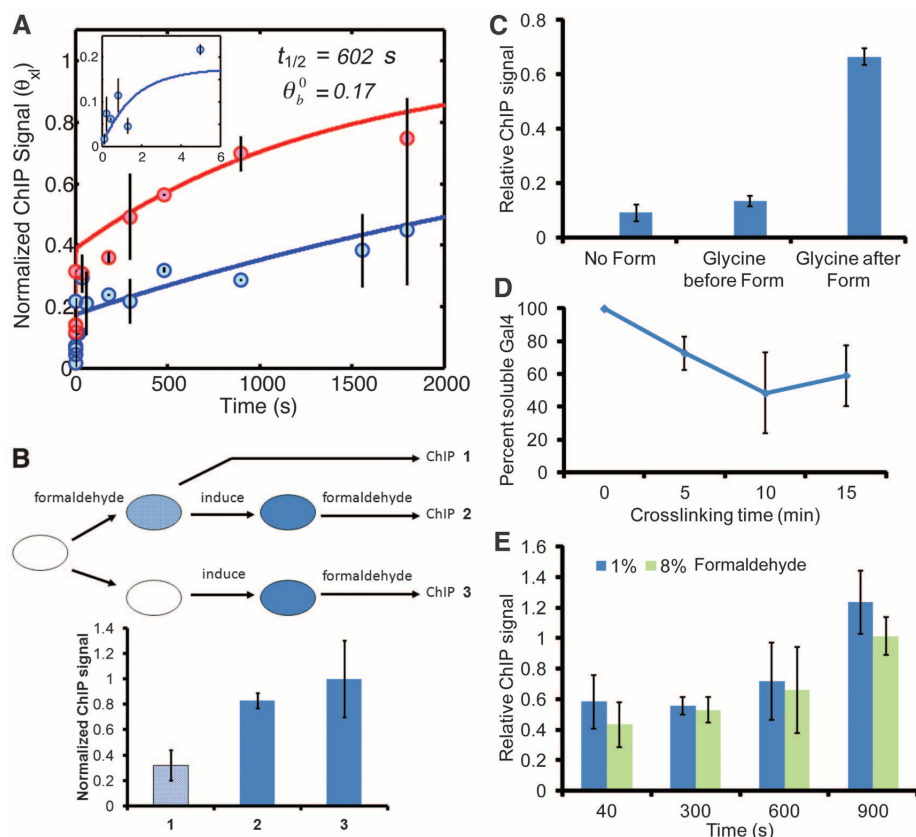 A
Normalized ChIP Signal (θxl)
1
0.8
0.6
0.4
0.2
0
0.2
0.1
0
0 2 4 6
t1/2 = 602 s
θb0 = 0.17
0 500 1000 1500 2000
Time (s)
B
formaldehyde
induce
formaldehyde
ChIP 1
ChIP 2
induce
formaldehyde
ChIP 3
Normalized ChIP signal
1.4
1.2
1
0.8
0.6
0.4
0.2
0
1 2 3
C
Relative ChIP signal
0.8
0.6
0.4
0.2
0
No Form
Glycine before Form
Glycine after Form
D
Percent soluble Gal4
100
80
60
40
20
0
0 5 10 15
Crosslinking time (min)
E
1% 8% Formaldehyde
Relative ChIP signal
1.6
1.4
1.2
1
0.8
0.6
0.4
0.2
0
40 300 600 900
Time (s)